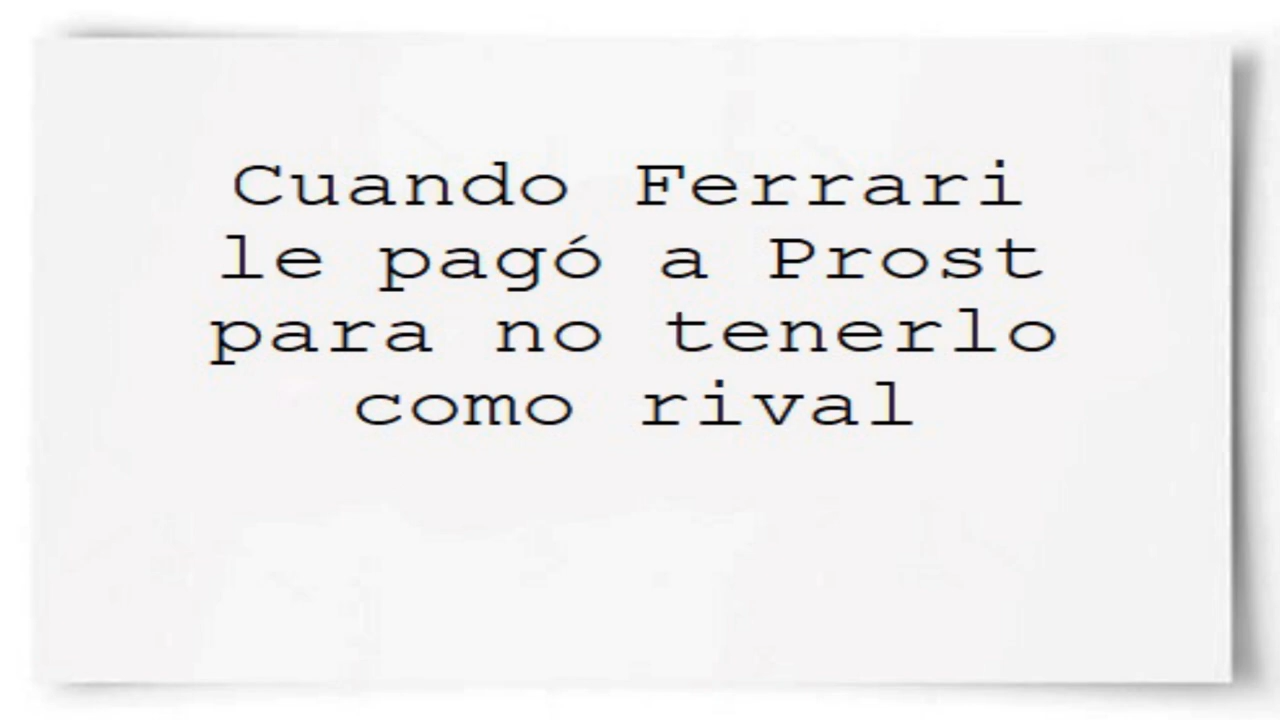 Cuando Ferrari
le pagó a Prost
para no tenerlo
como rival